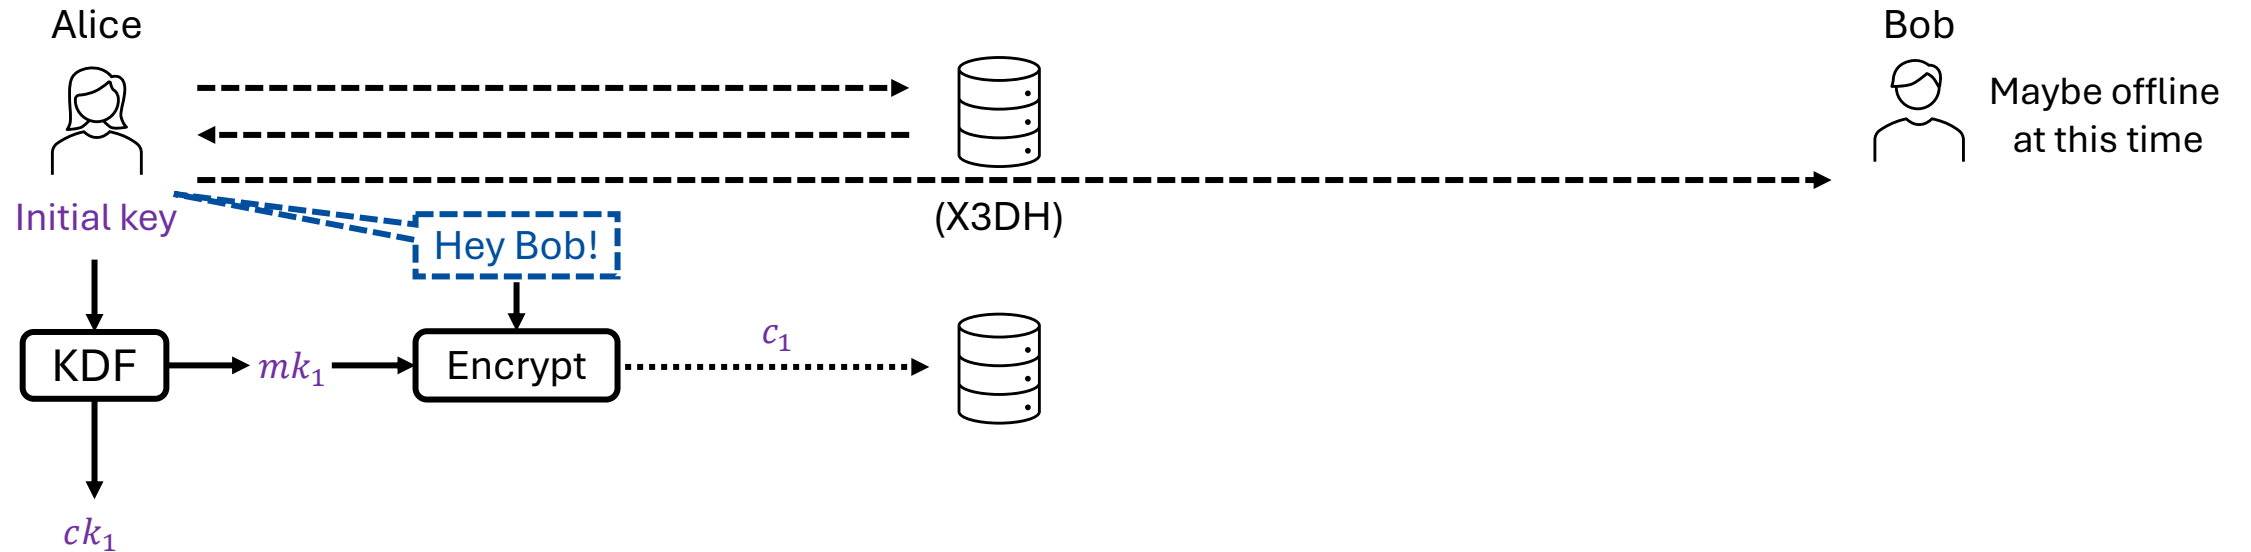 Alice
Bob
Maybe offline
at this time
Initial key
(X3DH)
Hey Bob!
KDF
mk₁
Encrypt
c₁
ck₁